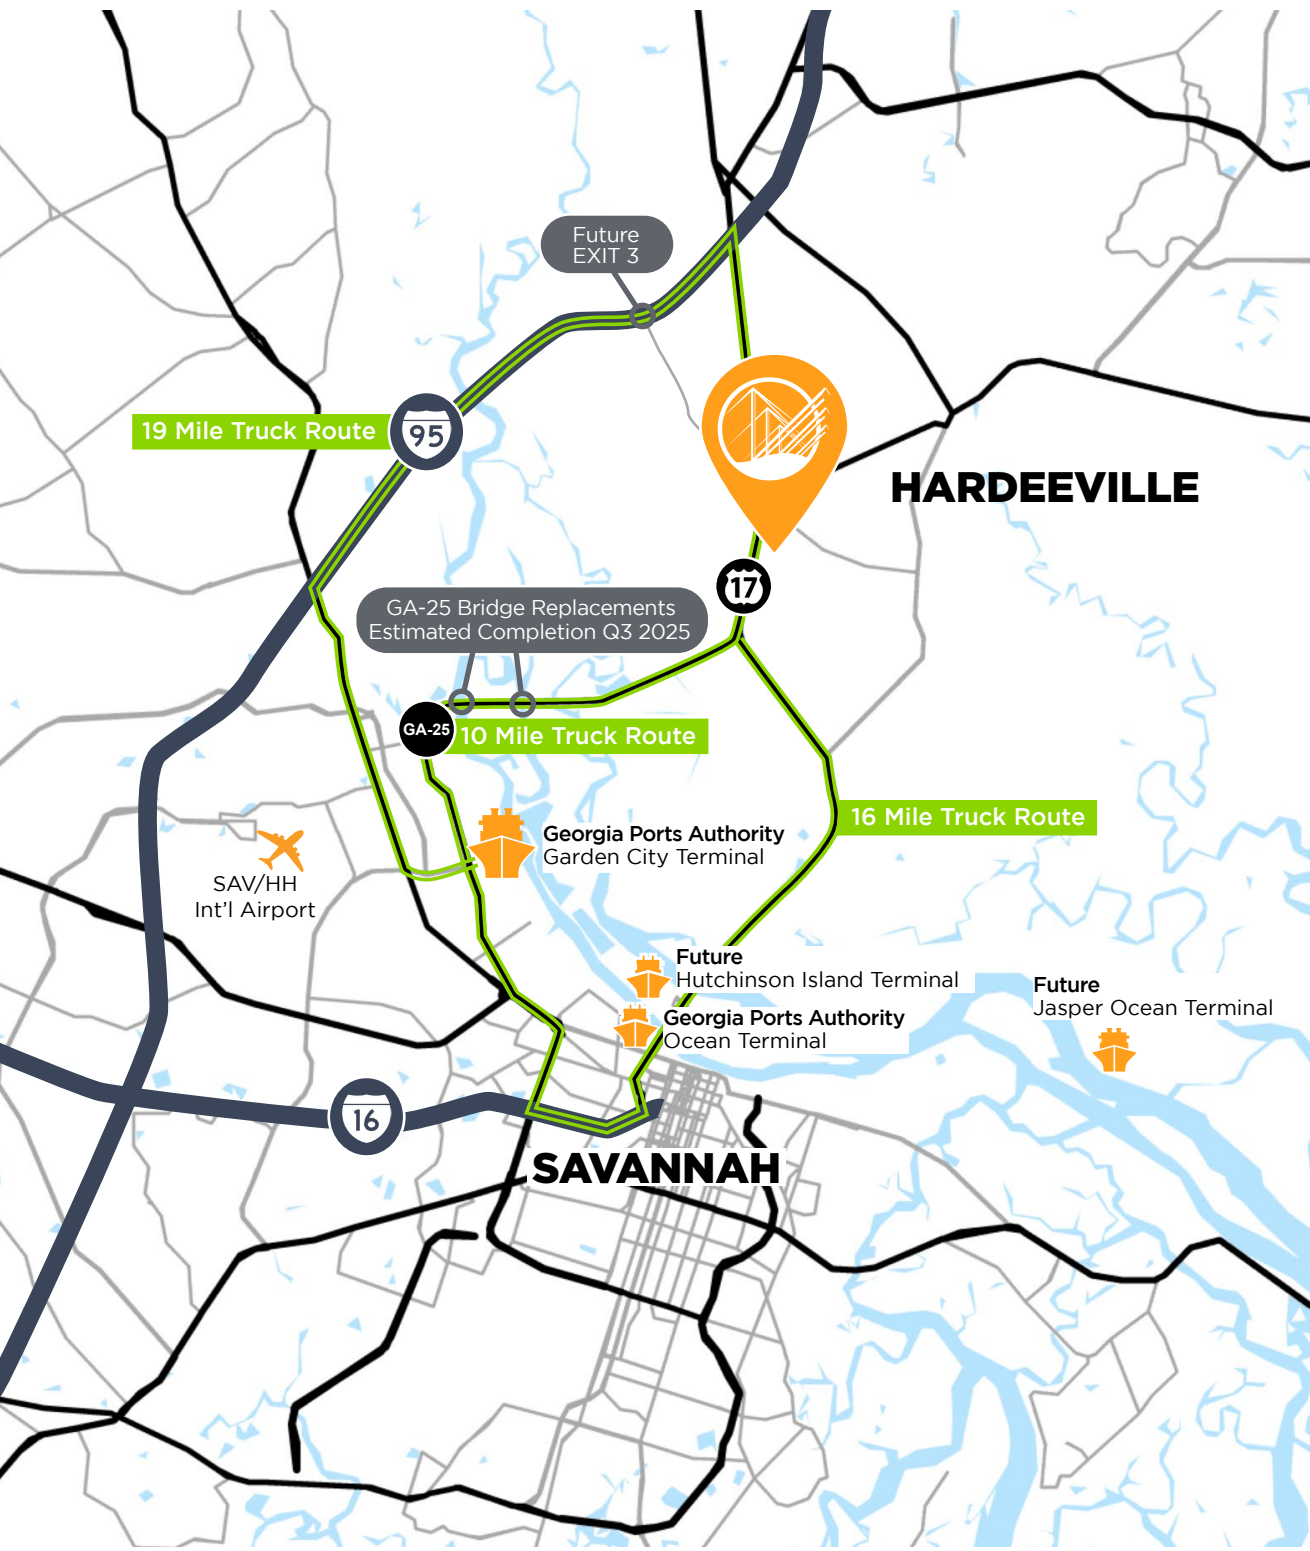 Future
EXIT 3
19 Mile Truck Route
95
HARDEEVILLE
17
GA-25 Bridge Replacements
Estimated Completion Q3 2025
GA-25
10 Mile Truck Route
16 Mile Truck Route
Georgia Ports Authority
Garden City Terminal
SAV/HH
Int'l Airport
Future
Hutchinson Island Terminal
Future
Jasper Ocean Terminal
Georgia Ports Authority
Ocean Terminal
16
SAVANNAH